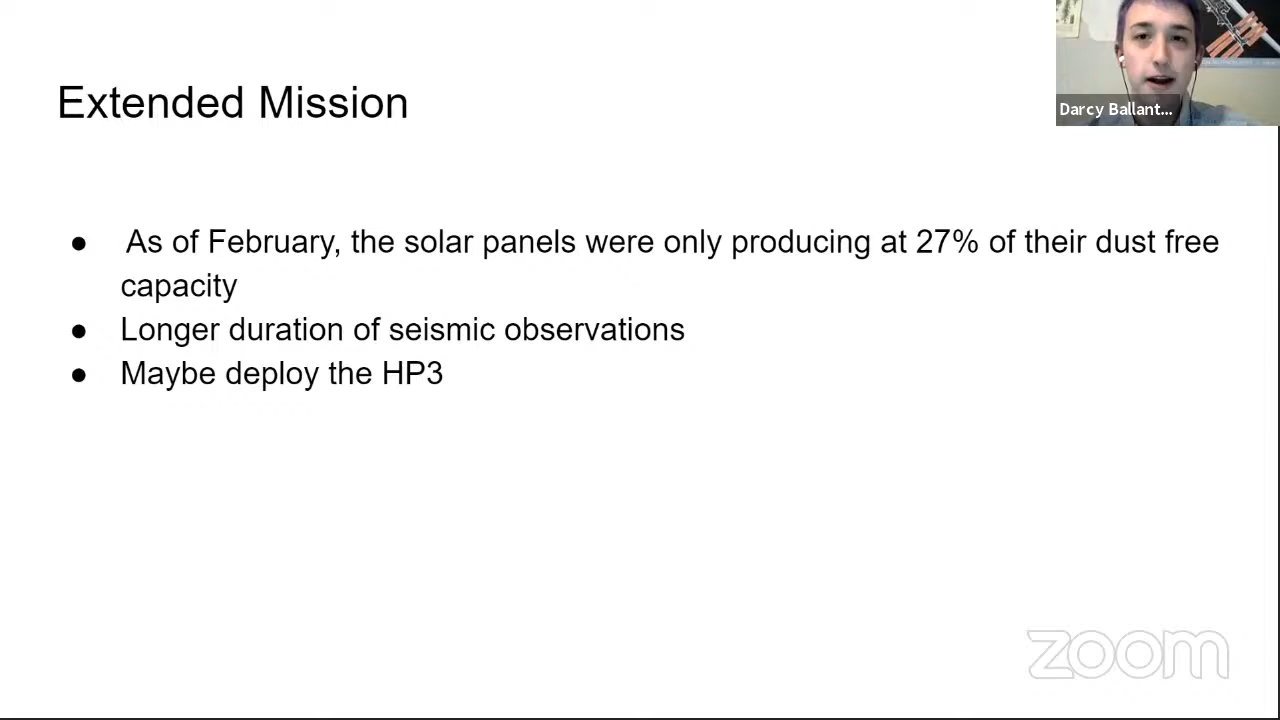 Darcy Ballant...
Extended Mission
● As of February, the solar panels were only producing at 27% of their dust free
capacity
● Longer duration of seismic observations
● Maybe deploy the HP3
zoom